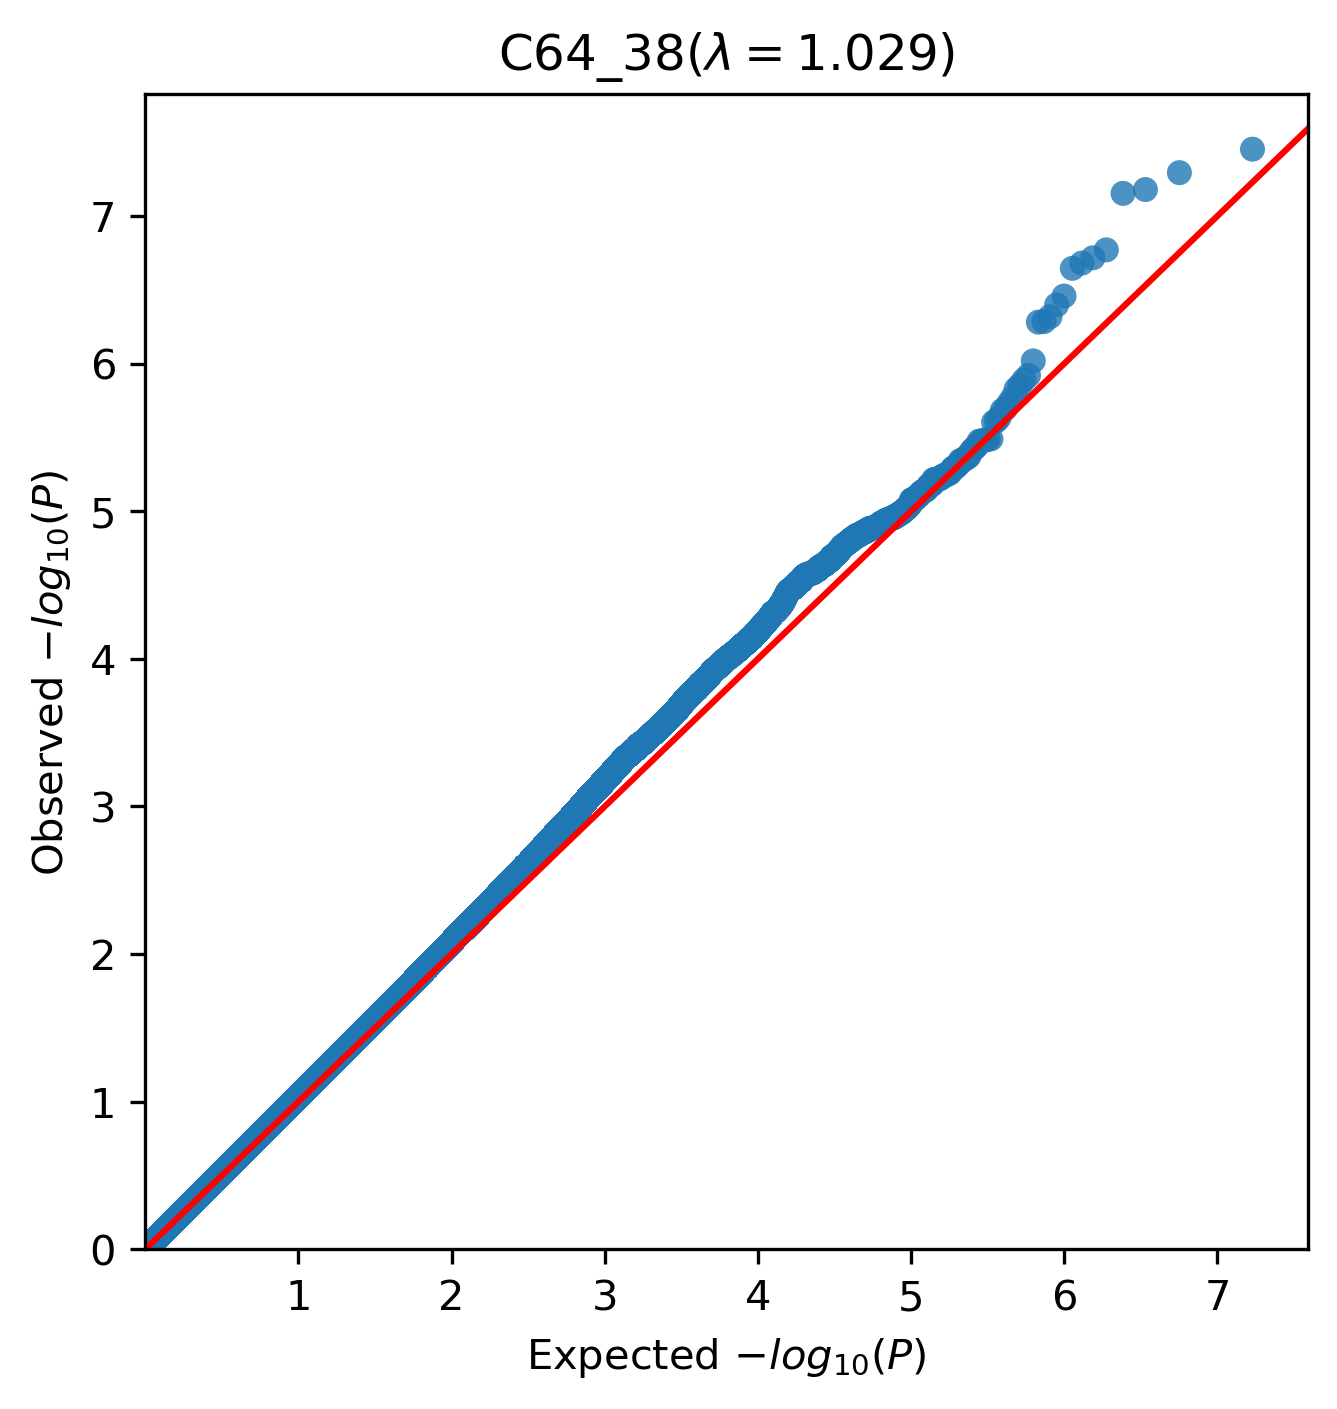 C64_38(λ = 1.029)
7
6
5
4
3
2
1
0
Observed −log₁₀(P)
1 2 3 4 5 6 7
Expected −log₁₀(P)